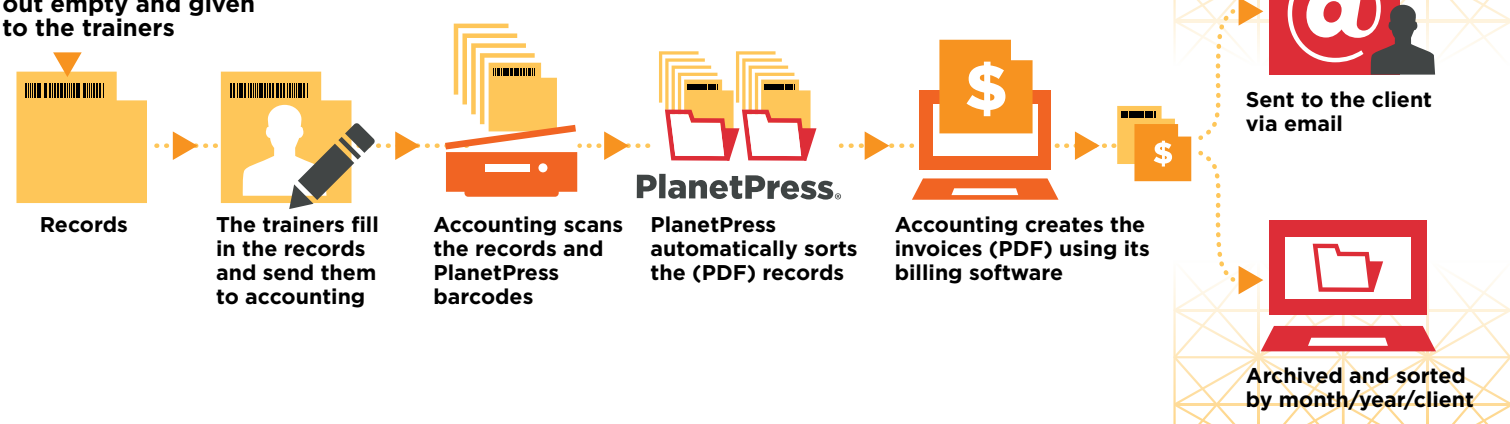 out empty and given
to the trainers
Records
The trainers fill
in the records
and send them
to accounting
Accounting scans
the records and
PlanetPress
barcodes
PlanetPress®
PlanetPress
automatically sorts
the (PDF) records
$
Accounting creates the
invoices (PDF) using its
billing software
$
@
Sent to the client
via email
Archived and sorted
by month/year/client